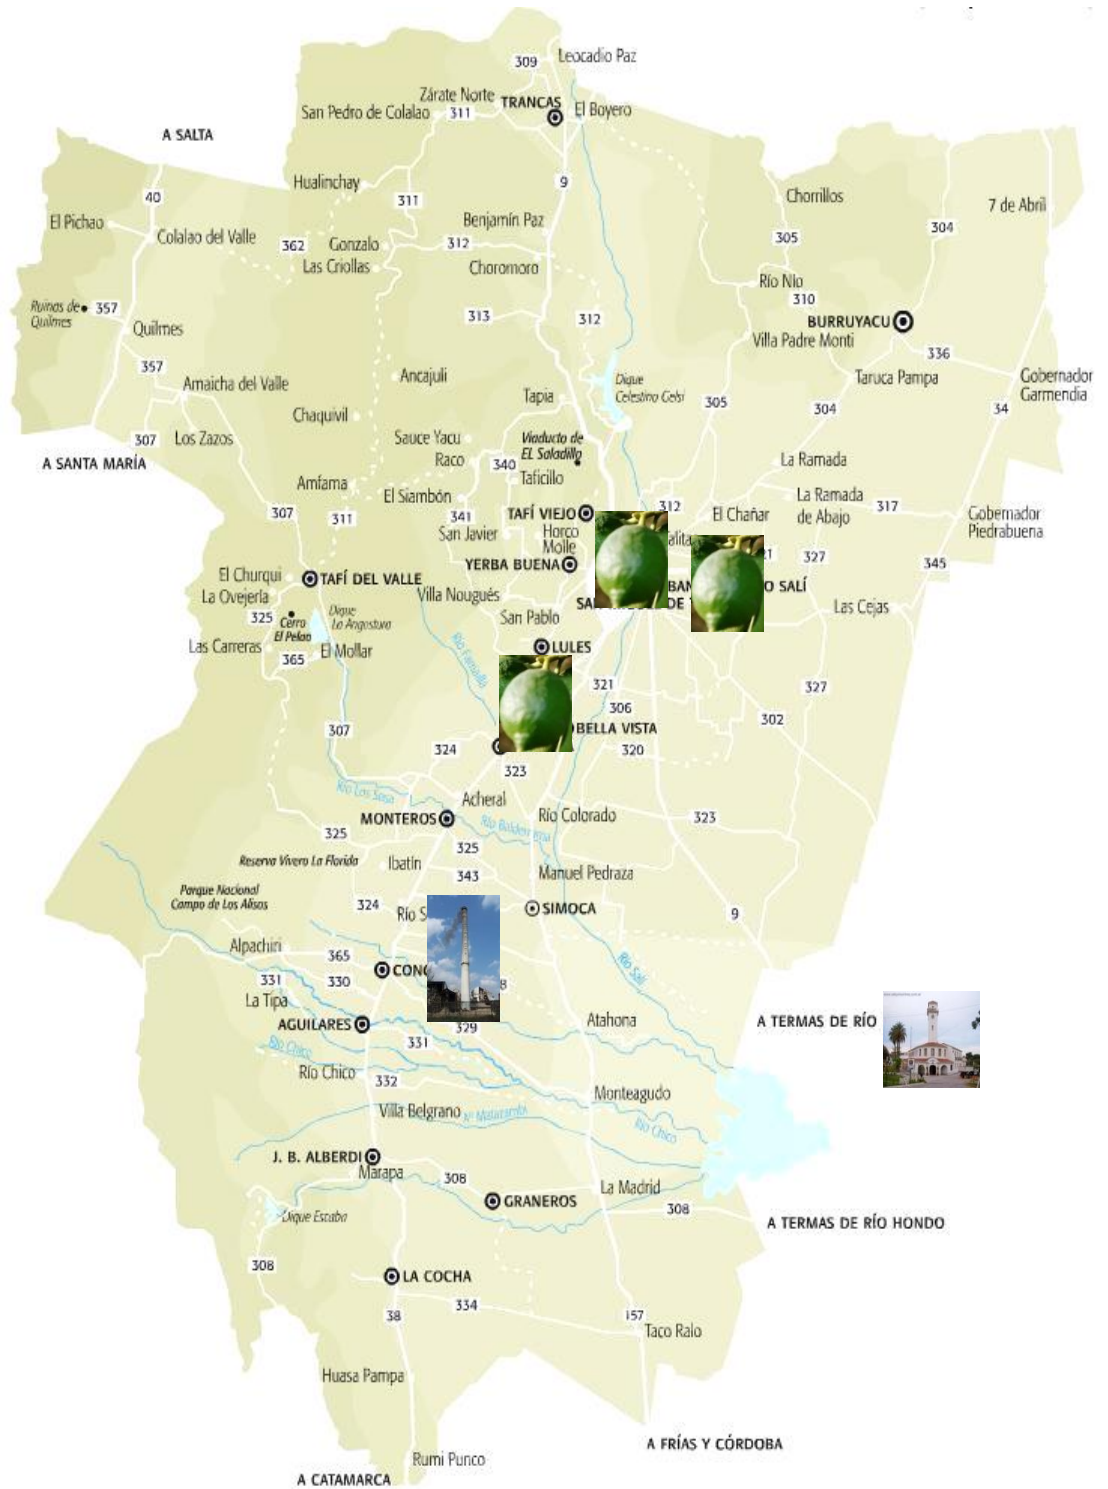 Leocadio Paz
309
Zárate Norte
TRANCAS
San Pedro de Colalao
311
El Boyero
A SALTA
Hualinchay
9
40
311
Chorrillos
7 de Abril
El Pichao
Benjamín Paz
304
Colalao del Valle
362
Gonzalo
312
305
Las Criollas
Choromoro
Río Nío
Ruinas de
Quilmes
357
310
313
312
BURRUYACU
Quilmes
Villa Padre Monti
336
357
Ancajuli
Dique
Celestino Gelsi
Taruca Pampa
Gobernador
Garmendia
Amaicha del Valle
Tapia
305
304
34
Chaquivil
307
Los Zazos
Sauce Yacu
Viaducto de
EL Saladillo
A SANTA MARÍA
Raco
340
La Ramada
Taficillo
Amfama
El Siambón
La Ramada
de Abajo
312
317
307
311
341
TAFÍ VIEJO
El Chañar
Gobernador
Piedrabuena
San Javier
Horco
Molle
327
YERBA BUENA
345
El Churqui
TAFÍ DEL VALLE
La Ovejería
Villa Nougués
Las Cejas
325
Cerro
El Pelao
Dique
La Angostura
San Pablo
Las Carreras
365
El Mollar
Río Famaillá
LULES
321
327
306
302
307
BELLA VISTA
324
320
323
Río Los Sosa
Acheral
MONTEROS
Río Colorado
323
325
Río Balderrama
325
Reserva Vivero La Florida
Ibatín
343
Manuel Pedraza
Parque Nacional
Campo de Los Alisos
324
SIMOCA
9
Alpachiri
365
Río Salí
331
330
La Tipa
AGUILARES
329
Atahona
A TERMAS DE RÍO
331
Río Chico
Río Chico
332
Monteagudo
Villa Belgrano
Río Chico
J. B. ALBERDI
Marapa
308
GRANEROS
La Madrid
308
Dique Escaba
A TERMAS DE RÍO HONDO
308
LA COCHA
334
38
157
Taco Ralo
Huasa Pampa
A FRÍAS Y CÓRDOBA
Rumi Punco
A CATAMARCA